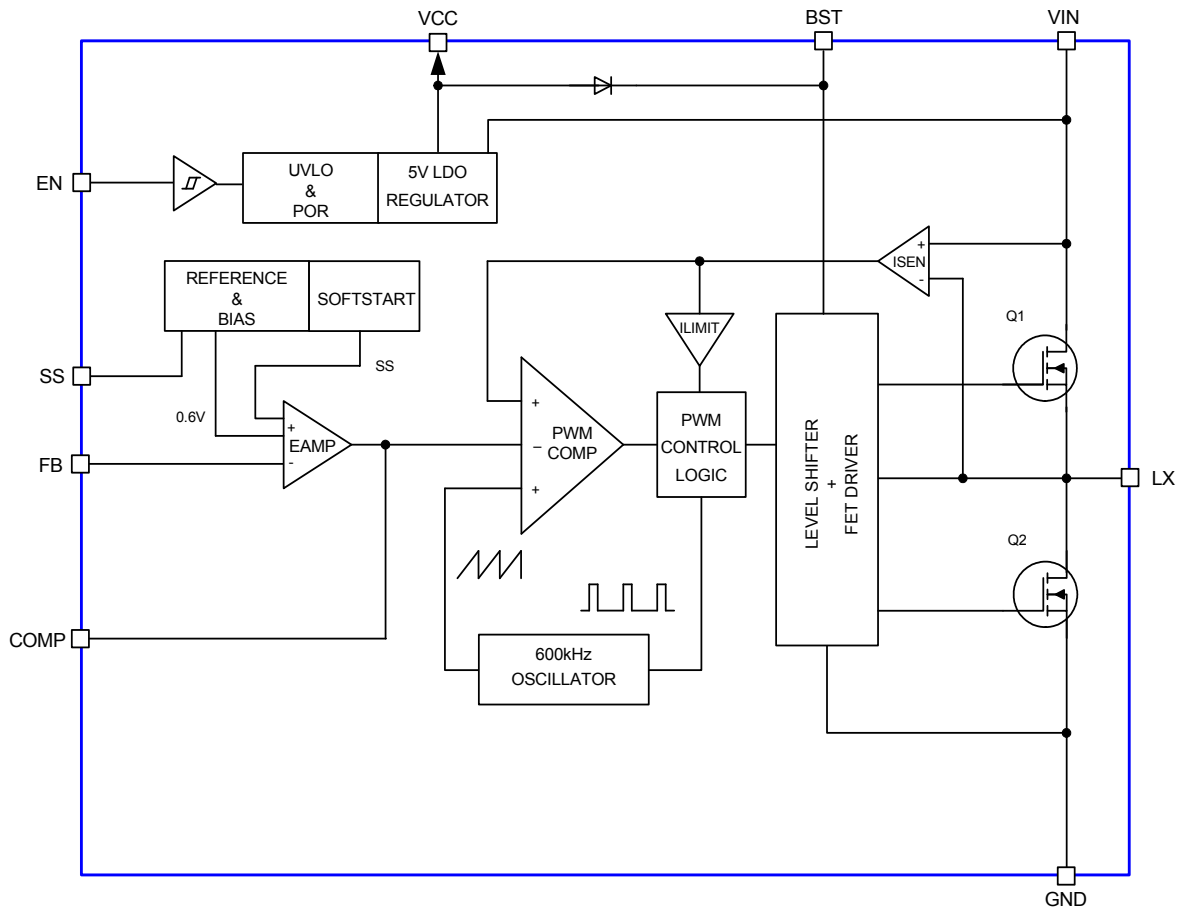 VCC
BST
VIN
EN
UVLO
&
POR
5V LDO
REGULATOR
REFERENCE
&
BIAS
SOFTSTART
+
ISEN
-
ILIMIT
Q1
SS
SS
0.6V
+
EAMP
-
FB
+
–
PWM
COMP
+
PWM
CONTROL
LOGIC
LEVEL SHIFTER
+
FET DRIVER
LX
Q2
COMP
600kHz
OSCILLATOR
GND